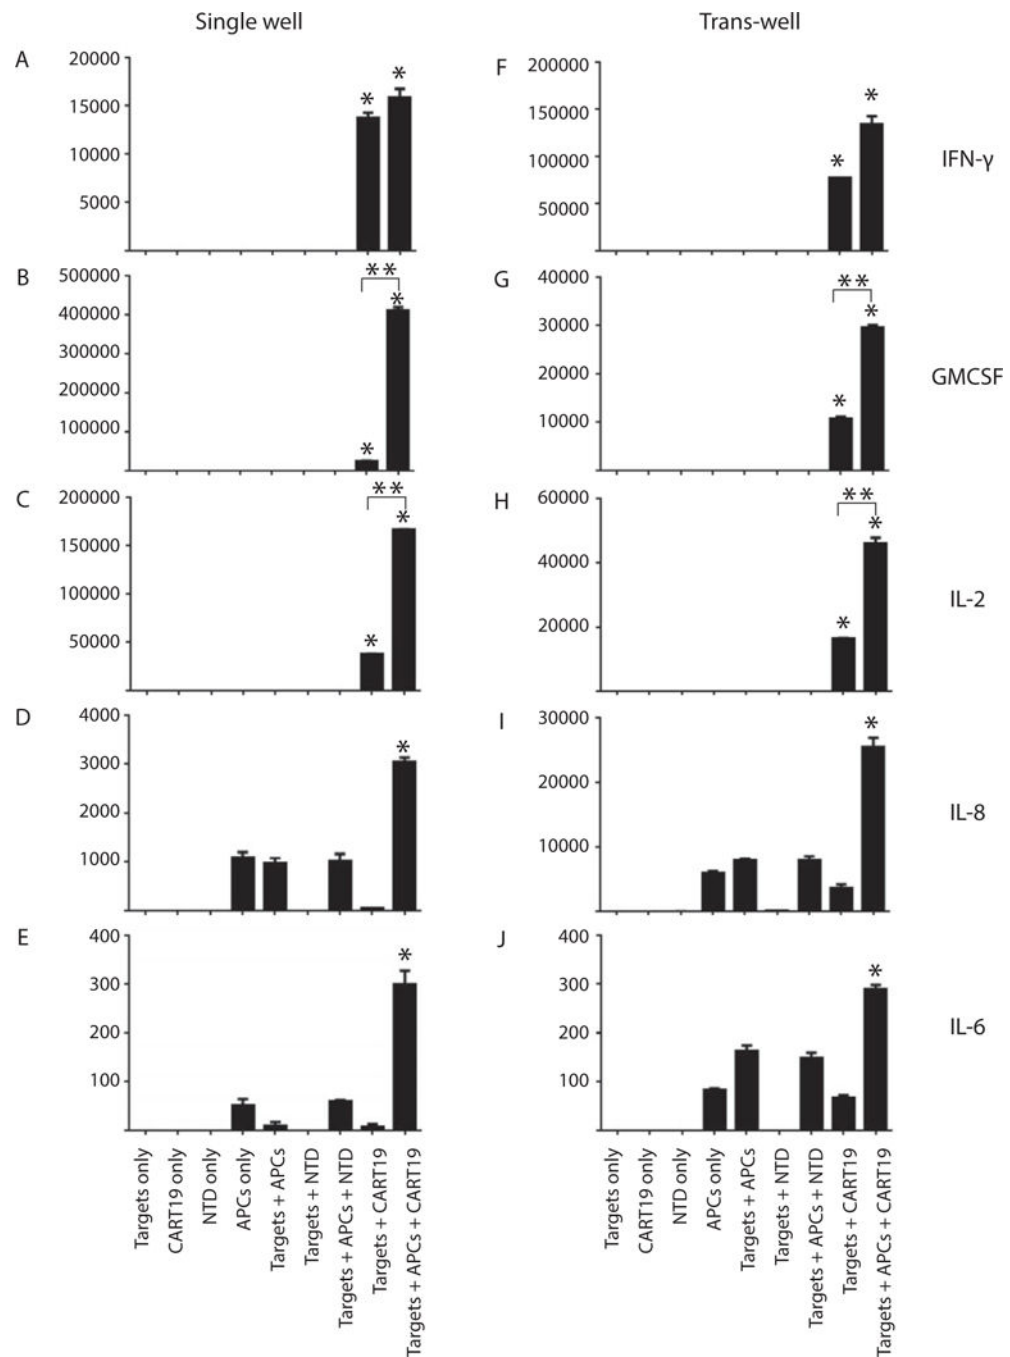 Single well
Trans-well
A
20000
15000
10000
5000
* *
F
200000
150000
100000
50000
* *
IFN-γ
B
500000
400000
300000
200000
100000
**
* *
G
40000
30000
20000
10000
**
* *
GMCSF
C
200000
150000
100000
50000
**
* *
H
60000
40000
20000
**
* *
IL-2
D
4000
3000
2000
1000
*
I
30000
20000
10000
*
IL-8
E
400
300
200
100
*
J
400
300
200
100
*
IL-6
Targets only
CART19 only
NTD only
APCs only
Targets + APCs
Targets + NTD
Targets + APCs + NTD
Targets + CART19
Targets + APCs + CART19
Targets only
CART19 only
NTD only
APCs only
Targets + APCs
Targets + NTD
Targets + APCs + NTD
Targets + CART19
Targets + APCs + CART19